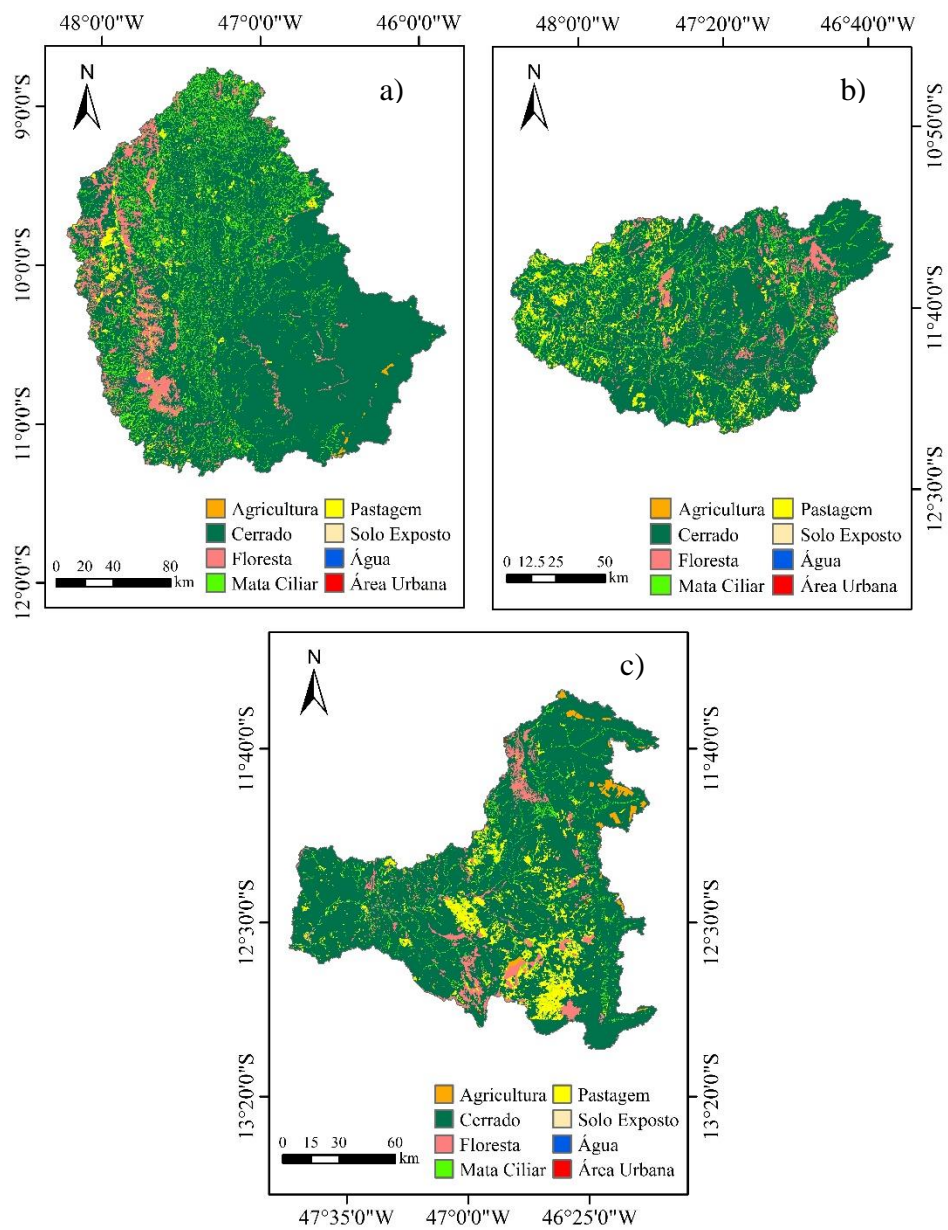 48°0'0"W 47°0'0"W 46°0'0"W
9°0'0"S
10°0'0"S
11°0'0"S
12°0'0"S
N
a)
Agricultura Pastagem
Cerrado Solo Exposto
Floresta Água
Mata Ciliar Área Urbana
0 20 40 80
km
48°0'0"W 47°20'0"W 46°40'0"W
N
b)
10°50'0"S
11°40'0"S
12°30'0"S
Agricultura Pastagem
Cerrado Solo Exposto
Floresta Água
Mata Ciliar Área Urbana
0 12.5 25 50
km
N
c)
11°40'0"S
12°30'0"S
13°20'0"S
11°40'0"S
12°30'0"S
13°20'0"S
Agricultura Pastagem
Cerrado Solo Exposto
Floresta Água
Mata Ciliar Área Urbana
0 15 30 60
km
47°35'0"W 47°0'0"W 46°25'0"W